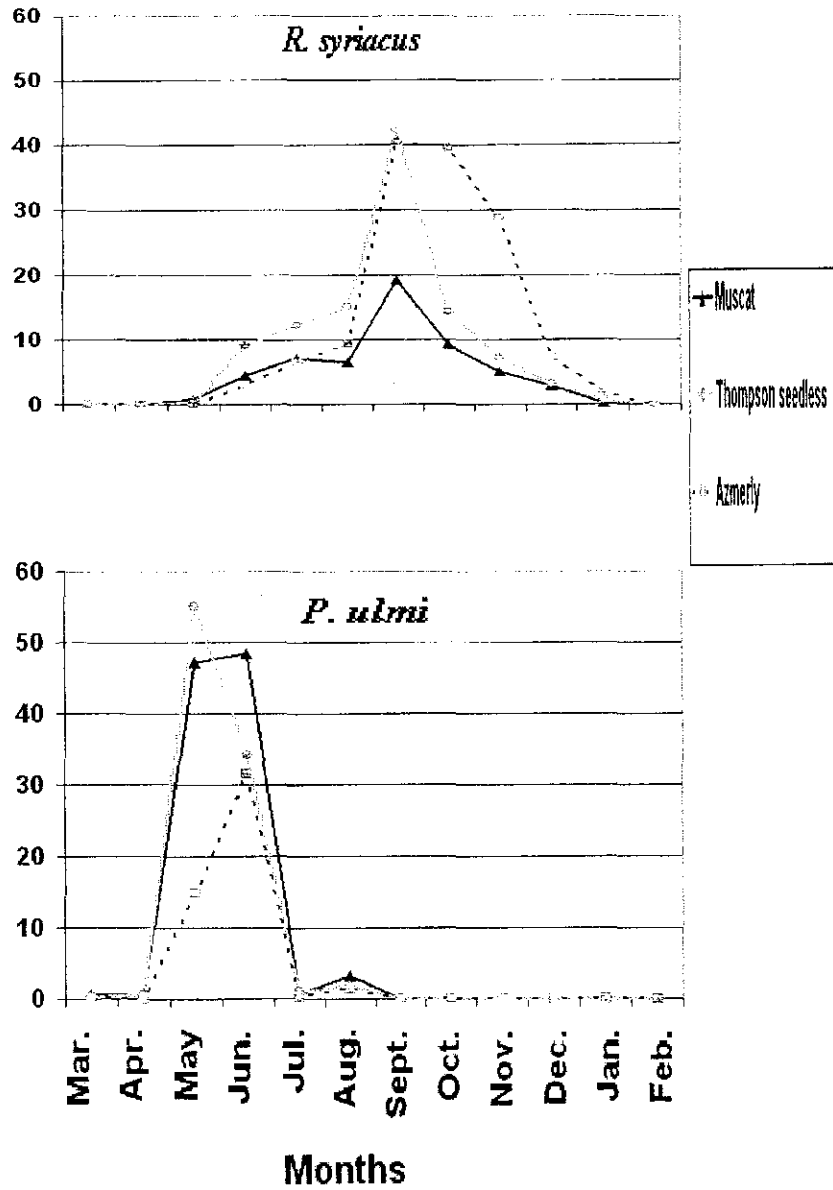 60
R. syriacus
50
40
30
20
10
0
Muscat
Thompson seedless
Azmerly
60
P. ulmi
50
40
30
20
10
0
Mar.
Apr.
May
Jun.
Jul.
Aug.
Sept.
Oct.
Nov.
Dec.
Jan.
Feb.
Months